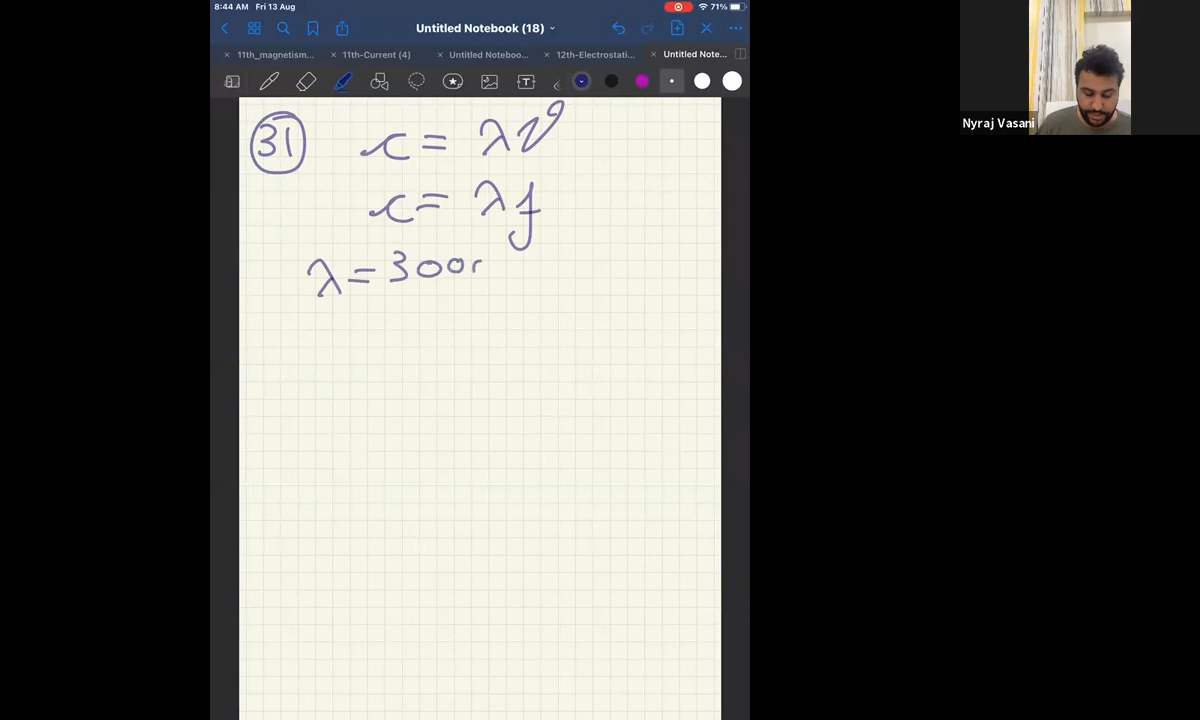 8:44 AM Fri 13 Aug
71%
Untitled Notebook (18)
11th_magnetism...
11th-Current (4)
Untitled Noteboo...
12th-Electrostati...
Untitled Note...
Nyraj Vasani
31 c = λν
c = λf
λ = 300